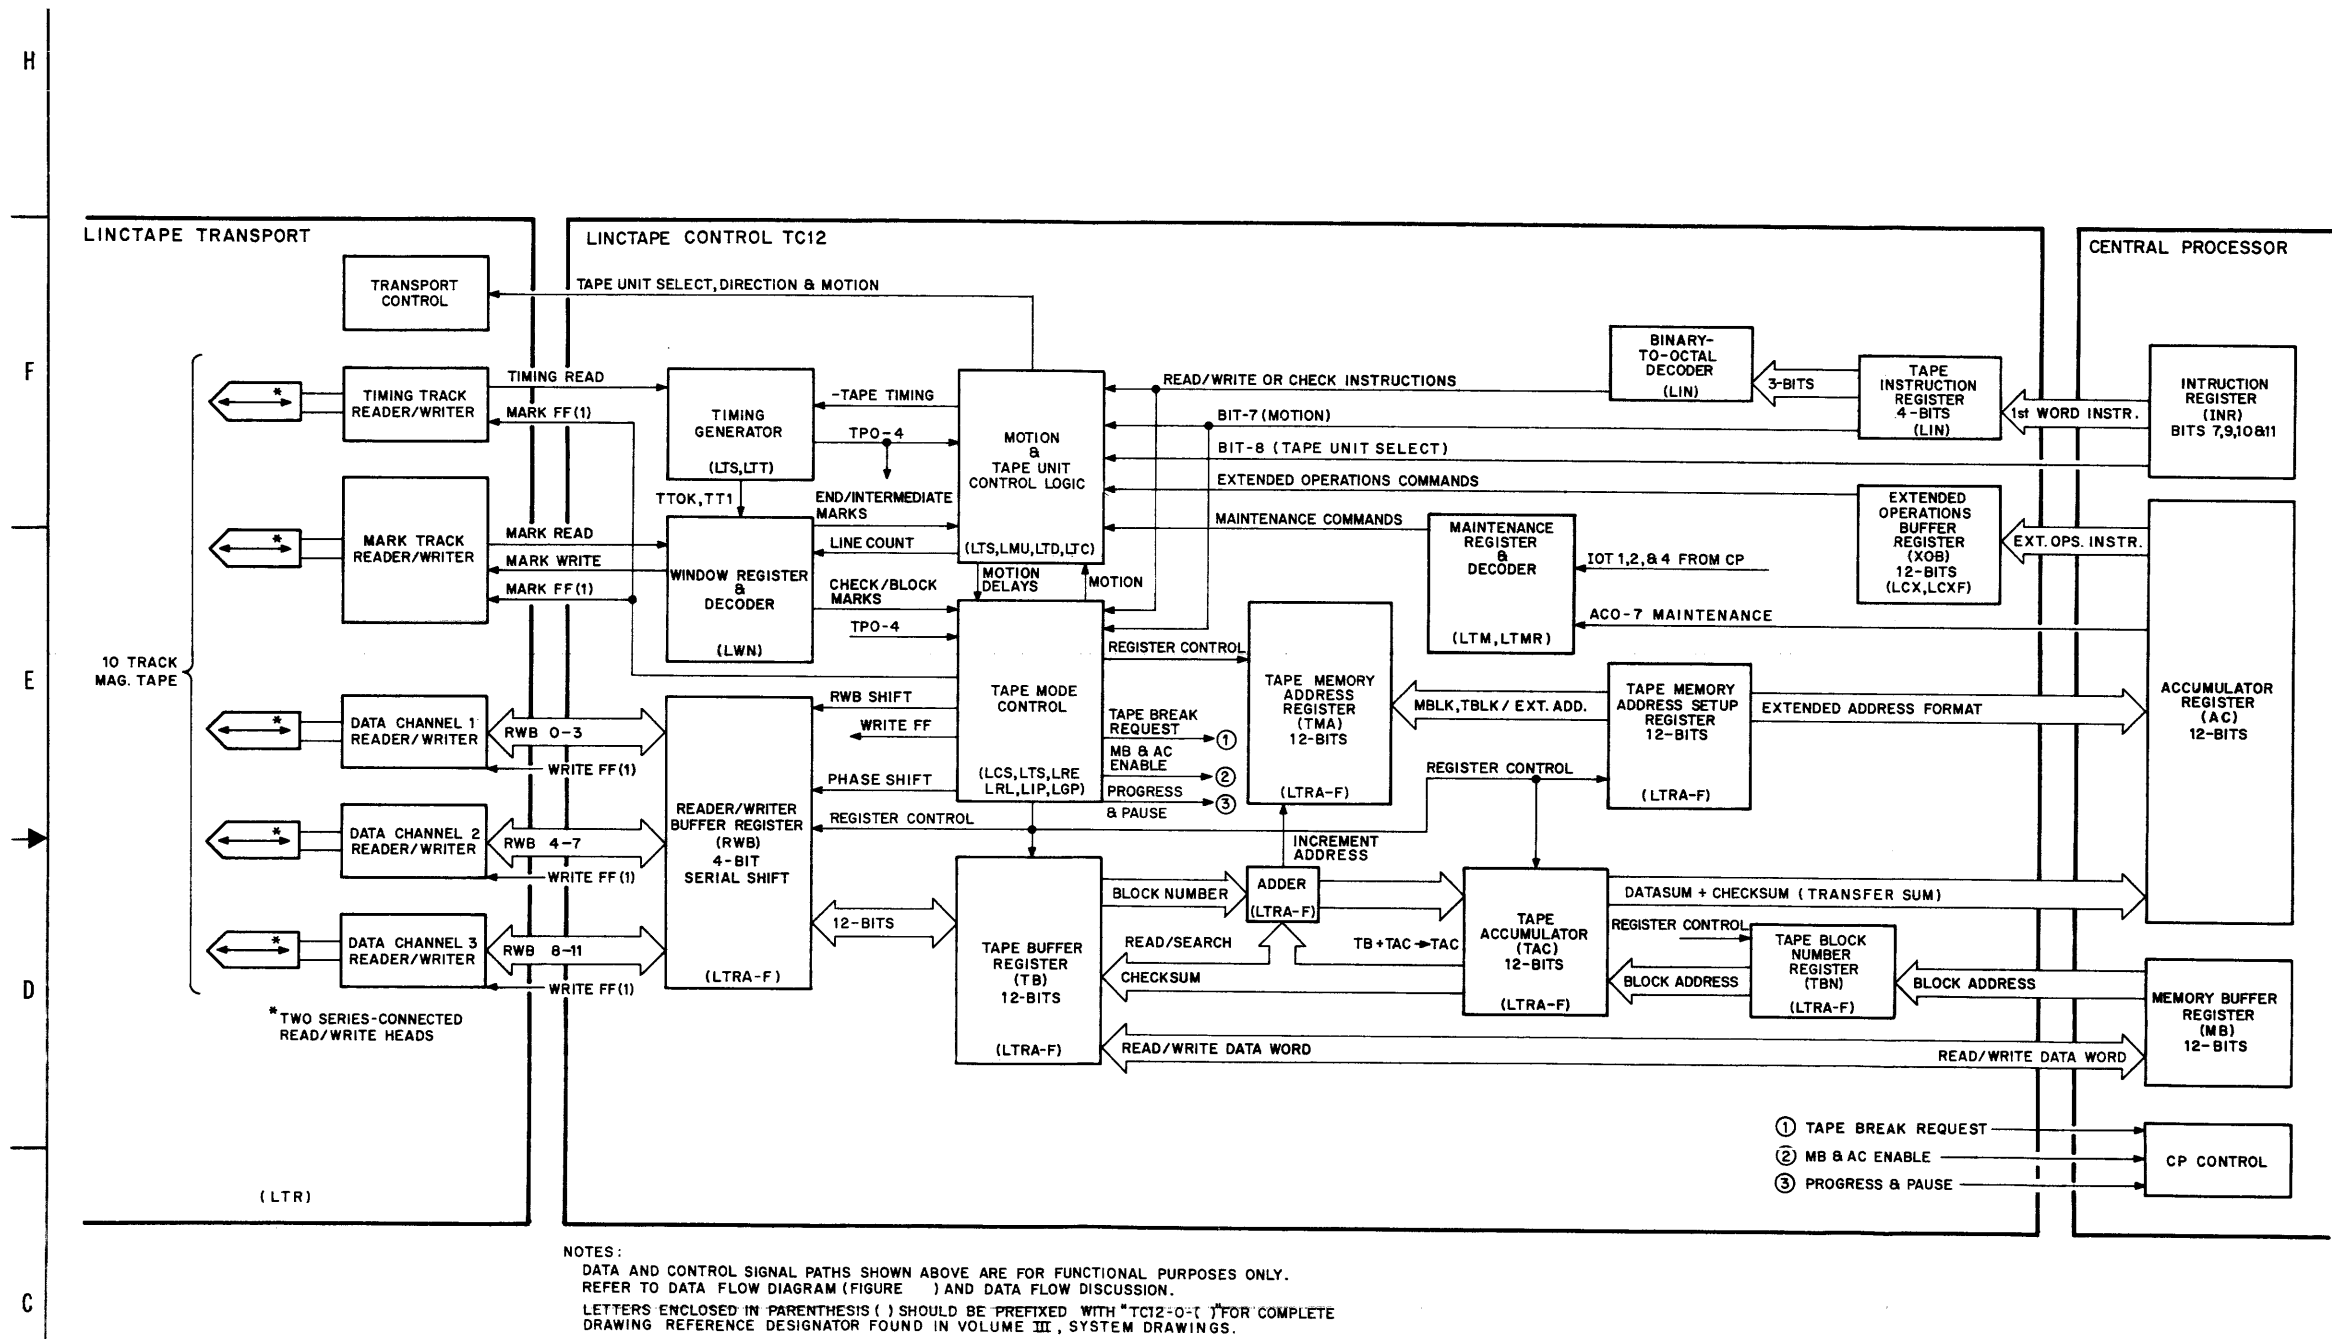 H
F
E
D
C
LINCTAPE TRANSPORT
TRANSPORT
CONTROL
TIMING TRACK
READER/WRITER
*
MARK TRACK
READER/WRITER
*
10 TRACK
MAG. TAPE
DATA CHANNEL 1
READER/WRITER
*
DATA CHANNEL 2
READER/WRITER
*
DATA CHANNEL 3
READER/WRITER
*
*TWO SERIES-CONNECTED
READ/WRITE HEADS
(LTR)
LINCTAPE CONTROL TC12
TAPE UNIT SELECT, DIRECTION & MOTION
TIMING READ
MARK FF(1)
MARK READ
MARK WRITE
MARK FF(1)
RWB 0-3
WRITE FF(1)
RWB 4-7
WRITE FF(1)
RWB 8-11
WRITE FF(1)
TIMING
GENERATOR
(LTS,LTT)
TTOK, TT1
WINDOW REGISTER
&
DECODER
(LWN)
READER/WRITER
BUFFER REGISTER
(RWB)
4-BIT
SERIAL SHIFT
(LTRA-F)
-TAPE TIMING
TPO-4
END/INTERMEDIATE
MARKS
LINE COUNT
CHECK/BLOCK
MARKS
TPO-4
RWB SHIFT
WRITE FF
PHASE SHIFT
REGISTER CONTROL
12-BITS
MOTION
&
TAPE UNIT
CONTROL LOGIC
(LTS,LMU,LTD,LTC)
MOTION
DELAYS
MOTION
TAPE MODE
CONTROL
(LCS,LTS,LRE
LRL,LIP,LGP)
TAPE BUFFER
REGISTER
(TB)
12-BITS
(LTRA-F)
READ/WRITE OR CHECK INSTRUCTIONS
BIT-7 (MOTION)
BIT-8 (TAPE UNIT SELECT)
EXTENDED OPERATIONS COMMANDS
MAINTENANCE COMMANDS
REGISTER CONTROL
TAPE BREAK
REQUEST
1
MB & AC
ENABLE
2
PROGRESS
& PAUSE
3
BINARY-
TO-OCTAL
DECODER
(LIN)
3-BITS
TAPE
INSTRUCTION
REGISTER
4-BITS
(LIN)
1st WORD INSTR.
EXTENDED
OPERATIONS
BUFFER
REGISTER
(XOB)
12-BITS
(LCX,LCXF)
EXT. OPS. INSTR.
MAINTENANCE
REGISTER
&
DECODER
(LTM,LTMR)
IOT 1,2,& 4 FROM CP
ACO-7 MAINTENANCE
TAPE MEMORY
ADDRESS
REGISTER
(TMA)
12-BITS
(LTRA-F)
MBLK,TBLK/ EXT. ADD.
TAPE MEMORY
ADDRESS SETUP
REGISTER
12-BITS
(LTRA-F)
EXTENDED ADDRESS FORMAT
REGISTER CONTROL
INCREMENT
ADDRESS
BLOCK NUMBER
ADDER
(LTRA-F)
READ/SEARCH
CHECKSUM
TB+TAC→TAC
TAPE
ACCUMULATOR
(TAC)
12-BITS
(LTRA-F)
DATASUM + CHECKSUM (TRANSFER SUM)
REGISTER CONTROL
BLOCK ADDRESS
TAPE BLOCK
NUMBER
REGISTER
(TBN)
(LTRA-F)
BLOCK ADDRESS
READ/WRITE DATA WORD
READ/WRITE DATA WORD
1 TAPE BREAK REQUEST
2 MB & AC ENABLE
3 PROGRESS & PAUSE
CENTRAL PROCESSOR
INTRUCTION
REGISTER
(INR)
BITS 7,9,10&11
ACCUMULATOR
REGISTER
(AC)
12-BITS
MEMORY BUFFER
REGISTER
(MB)
12-BITS
CP CONTROL
NOTES:
DATA AND CONTROL SIGNAL PATHS SHOWN ABOVE ARE FOR FUNCTIONAL PURPOSES ONLY.
REFER TO DATA FLOW DIAGRAM (FIGURE ) AND DATA FLOW DISCUSSION.
LETTERS ENCLOSED IN PARENTHESIS ( ) SHOULD BE PREFIXED WITH "TC12-O-( )" FOR COMPLETE
DRAWING REFERENCE DESIGNATOR FOUND IN VOLUME III, SYSTEM DRAWINGS.